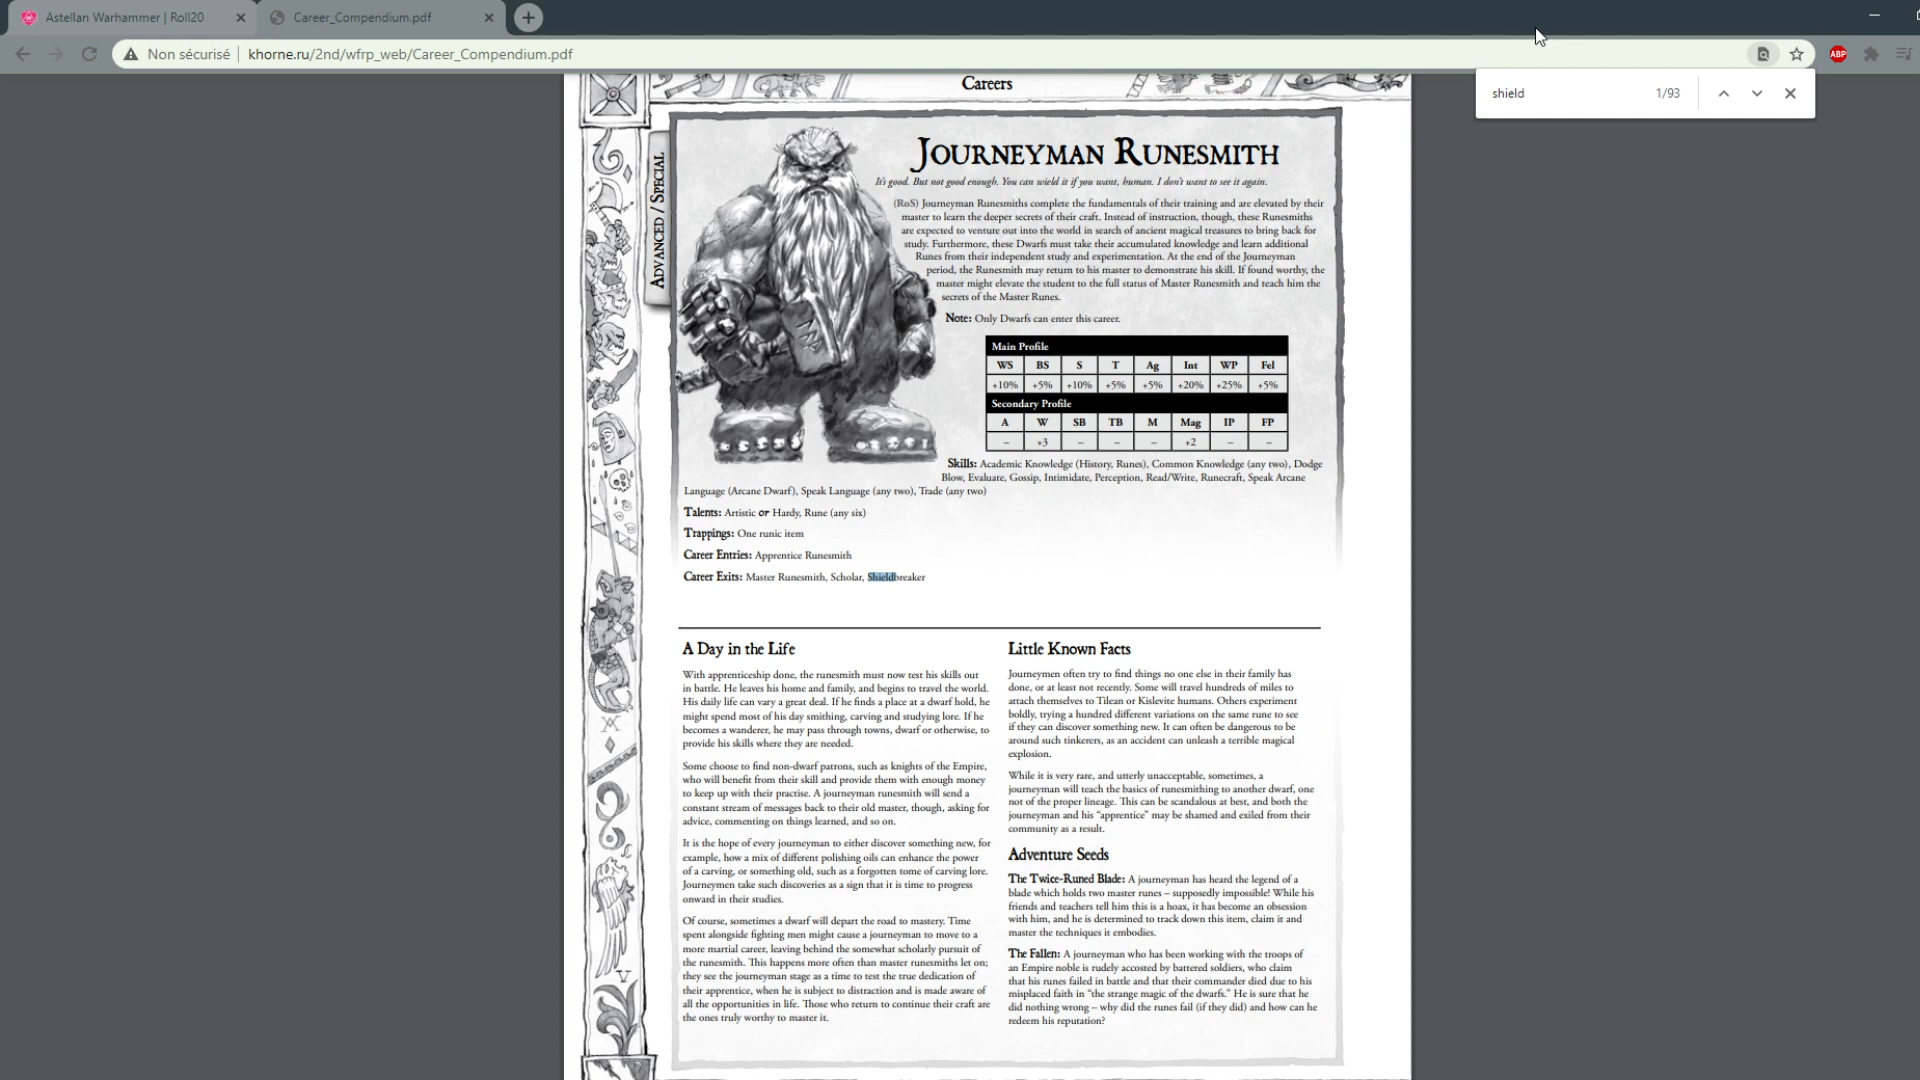 Astellan Warhammer | Roll20
Career_Compendium.pdf
Non sécurisé | khorne.ru/2nd/wfrp_web/Career_Compendium.pdf
ABP
shield 1/93
Careers
ADVANCED / SPECIAL
JOURNEYMAN RUNESMITH
It's good. But not good enough. You can wield it if you want, human. I don't want to see it again.
(RoS) Journeyman Runesmiths complete the fundamentals of their training and are elevated by their
master to learn the deeper secrets of their craft. Instead of instruction, though, these Runesmiths
are expected to venture out into the world in search of ancient magical treasures to bring back for
study. Furthermore, these Dwarfs must take their accumulated knowledge and learn additional
Runes from their independent study and experimentation. At the end of the Journeyman
period, the Runesmith may return to his master to demonstrate his skill. If found worthy, the
master might elevate the student to the full status of Master Runesmith and teach him the
secrets of the Master Runes.
Note: Only Dwarfs can enter this career.
Main Profile
WS BS S T Ag Int WP Fel
+10% +5% +10% +5% +5% +20% +25% +5%
Secondary Profile
A W SB TB M Mag IP FP
– +3 – – – +2 – –
Skills: Academic Knowledge (History, Runes), Common Knowledge (any two), Dodge
Blow, Evaluate, Gossip, Intimidate, Perception, Read/Write, Runecraft, Speak Arcane
Language (Arcane Dwarf), Speak Language (any two), Trade (any two)
Talents: Artistic or Hardy, Rune (any six)
Trappings: One runic item
Career Entries: Apprentice Runesmith
Career Exits: Master Runesmith, Scholar, Shieldbreaker
A Day in the Life
With apprenticeship done, the runesmith must now test his skills out
in battle. He leaves his home and family, and begins to travel the world.
His daily life can vary a great deal. If he finds a place at a dwarf hold, he
might spend most of his day smithing, carving and studying lore. If he
becomes a wanderer, he may pass through towns, dwarf or otherwise, to
provide his skills where they are needed.
Some choose to find non-dwarf patrons, such as knights of the Empire,
who will benefit from their skill and provide them with enough money
to keep up with their practise. A journeyman runesmith will send a
constant stream of messages back to their old master, though, asking for
advice, commenting on things learned, and so on.
It is the hope of every journeyman to either discover something new, for
example, how a mix of different polishing oils can enhance the power
of a carving, or something old, such as a forgotten tome of carving lore.
Journeymen take such discoveries as a sign that it is time to progress
onward in their studies.
Of course, sometimes a dwarf will depart the road to mastery. Time
spent alongside fighting men might cause a journeyman to move to a
more martial career, leaving behind the somewhat scholarly pursuit of
the runesmith. This happens more often than master runesmiths let on;
they see the journeyman stage as a time to test the true dedication of
their apprentice, when he is subject to distraction and is made aware of
all the opportunities in life. Those who return to continue their craft are
the ones truly worthy to master it.
Little Known Facts
Journeymen often try to find things no one else in their family has
done, or at least not recently. Some will travel hundreds of miles to
attach themselves to Tilean or Kislevite humans. Others experiment
boldly, trying a hundred different variations on the same rune to see
if they can discover something new. It can often be dangerous to be
around such tinkerers, as an accident can unleash a terrible magical
explosion.
While it is very rare, and utterly unacceptable, sometimes, a
journeyman will teach the basics of runesmithing to another dwarf, one
not of the proper lineage. This can be scandalous at best, and both the
journeyman and his “apprentice” may be shamed and exiled from their
community as a result.
Adventure Seeds
The Twice-Runed Blade: A journeyman has heard the legend of a
blade which holds two master runes – supposedly impossible! While his
friends and teachers tell him this is a hoax, it has become an obsession
with him, and he is determined to track down this item, claim it and
master the techniques it embodies.
The Fallen: A journeyman who has been working with the troops of
an Empire noble is rudely accosted by battered soldiers, who claim
that his runes failed in battle and that their commander died due to his
misplaced faith in “the strange magic of the dwarfs.” He is sure that he
did nothing wrong – why did the runes fail (if they did) and how can he
redeem his reputation?